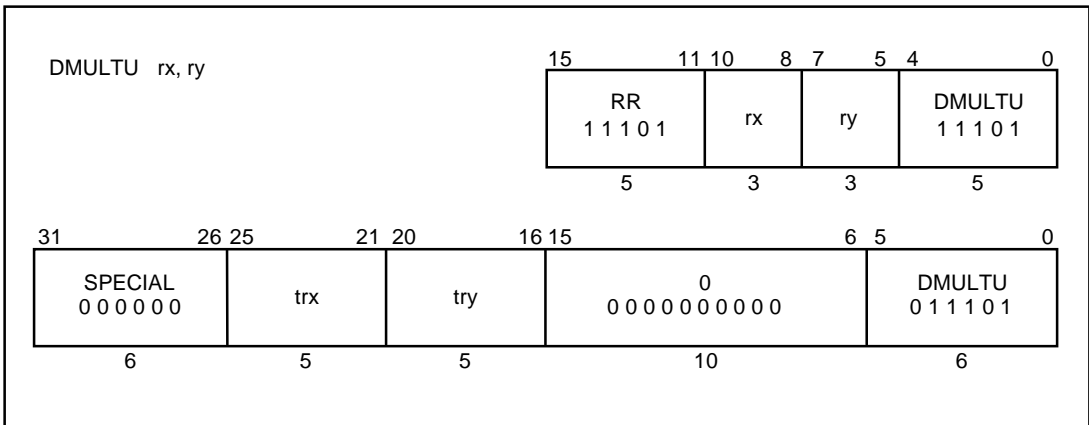 DMULTU rx, ry
15 11 10 8 7 5 4 0
RR rx ry DMULTU
1 1 1 0 1 1 1 1 0 1
5 3 3 5
31 26 25 21 20 16 15 6 5 0
SPECIAL trx try 0 DMULTU
0 0 0 0 0 0 0 0 0 0 0 0 0 0 0 0 0 1 1 1 0 1
6 5 5 10 6